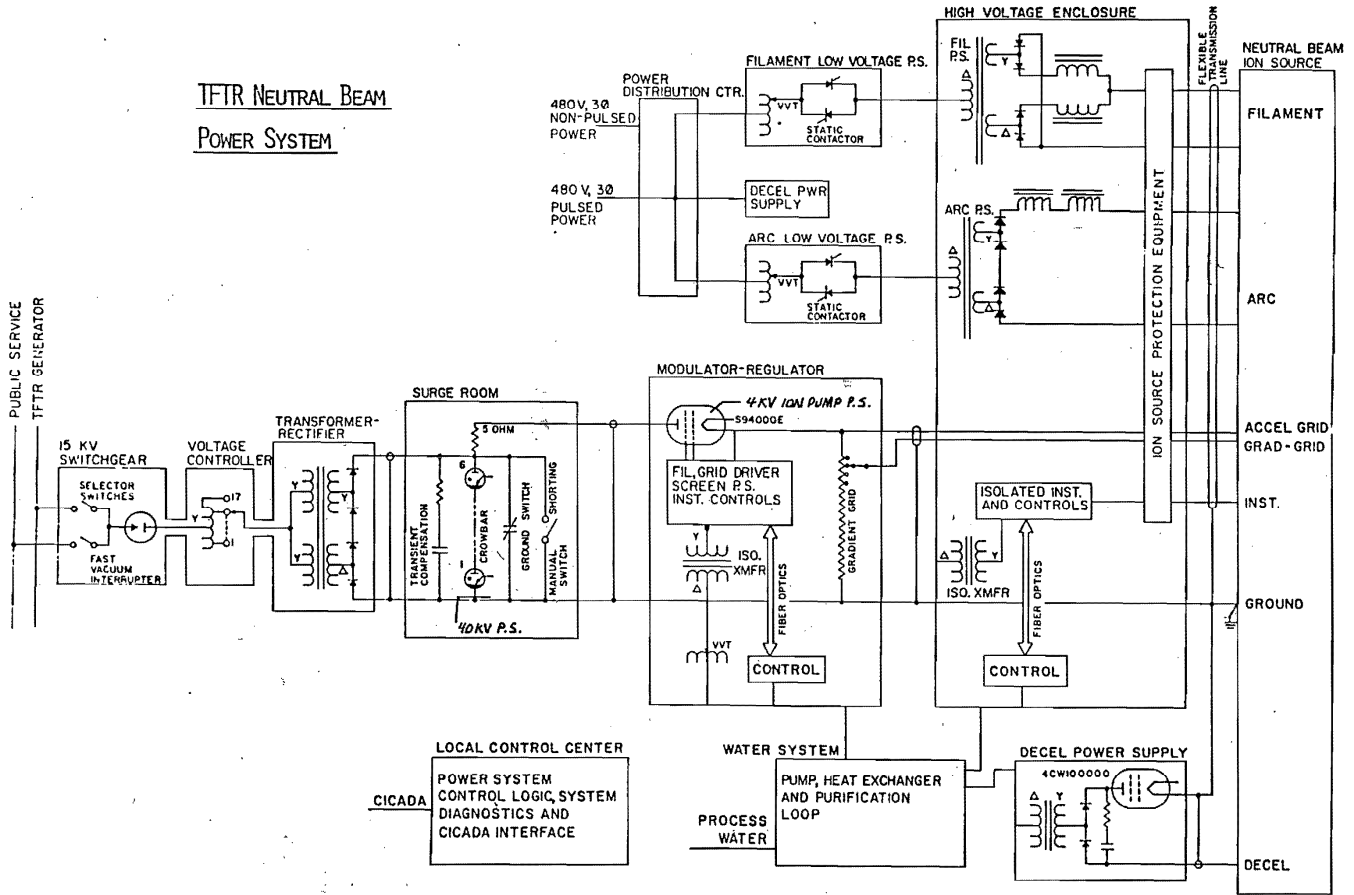 TFTR NEUTRAL BEAM
POWER SYSTEM
HIGH VOLTAGE ENCLOSURE
FLEXIBLE
TRANSMISSION
LINE
NEUTRAL BEAM
ION SOURCE
FILAMENT LOW VOLTAGE P.S.
POWER
DISTRIBUTION CTR.
480V, 30
NON-PULSED
POWER
VVT
STATIC
CONTACTOR
FIL
P.S.
Δ
Y
Δ
FILAMENT
480V, 30
PULSED
POWER
DECEL PWR
SUPPLY
ARC LOW VOLTAGE P.S.
VVT
STATIC
CONTACTOR
ARC P.S.
Δ
Y
Δ
ION SOURCE PROTECTION EQUIPMENT
ARC
PUBLIC SERVICE
TFTR GENERATOR
15 KV
SWITCHGEAR
SELECTOR
SWITCHES
FAST
VACUUM
INTERRUPTER
VOLTAGE
CONTROLLER
17
Y
1
TRANSFORMER-
RECTIFIER
Y
Y
Y
Δ
SURGE ROOM
5 OHM
6
1
TRANSIENT
COMPENSATION
CROWBAR
GROUND SWITCH
MANUAL
SWITCH
SHORTING
40KV P.S.
MODULATOR-REGULATOR
4KV ION PUMP P.S.
S94000E
FIL, GRID DRIVER
SCREEN P.S.
INST. CONTROLS
Y
ISO.
XMFR
Δ
VVT
FIBER OPTICS
CONTROL
GRADIENT GRID
ACCEL GRID
GRAD-GRID
ISOLATED INST.
AND CONTROLS
INST.
Δ
Y
ISO. XMFR
FIBER OPTICS
CONTROL
GROUND
LOCAL CONTROL CENTER
CICADA
POWER SYSTEM
CONTROL LOGIC, SYSTEM
DIAGNOSTICS AND
CICADA INTERFACE
WATER SYSTEM
PROCESS
WATER
PUMP, HEAT EXCHANGER
AND PURIFICATION
LOOP
DECEL POWER SUPPLY
4CW100000
Δ
Y
DECEL